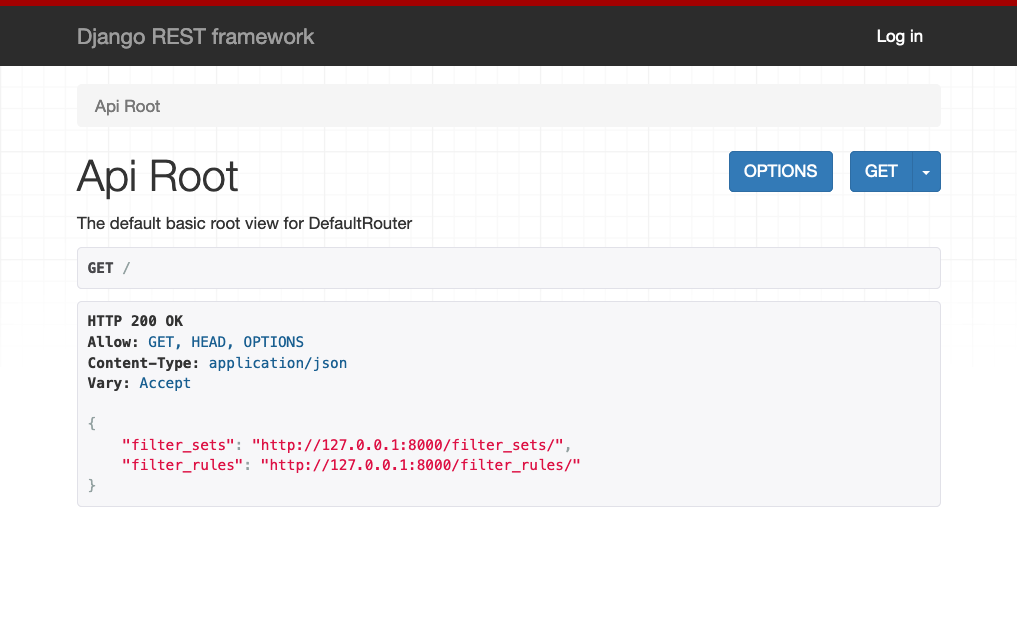 Django REST framework
Log in
Api Root
Api Root
OPTIONS
GET
The default basic root view for DefaultRouter
GET /
HTTP 200 OK
Allow: GET, HEAD, OPTIONS
Content-Type: application/json
Vary: Accept
{
    "filter_sets": "http://127.0.0.1:8000/filter_sets/",
    "filter_rules": "http://127.0.0.1:8000/filter_rules/"
}